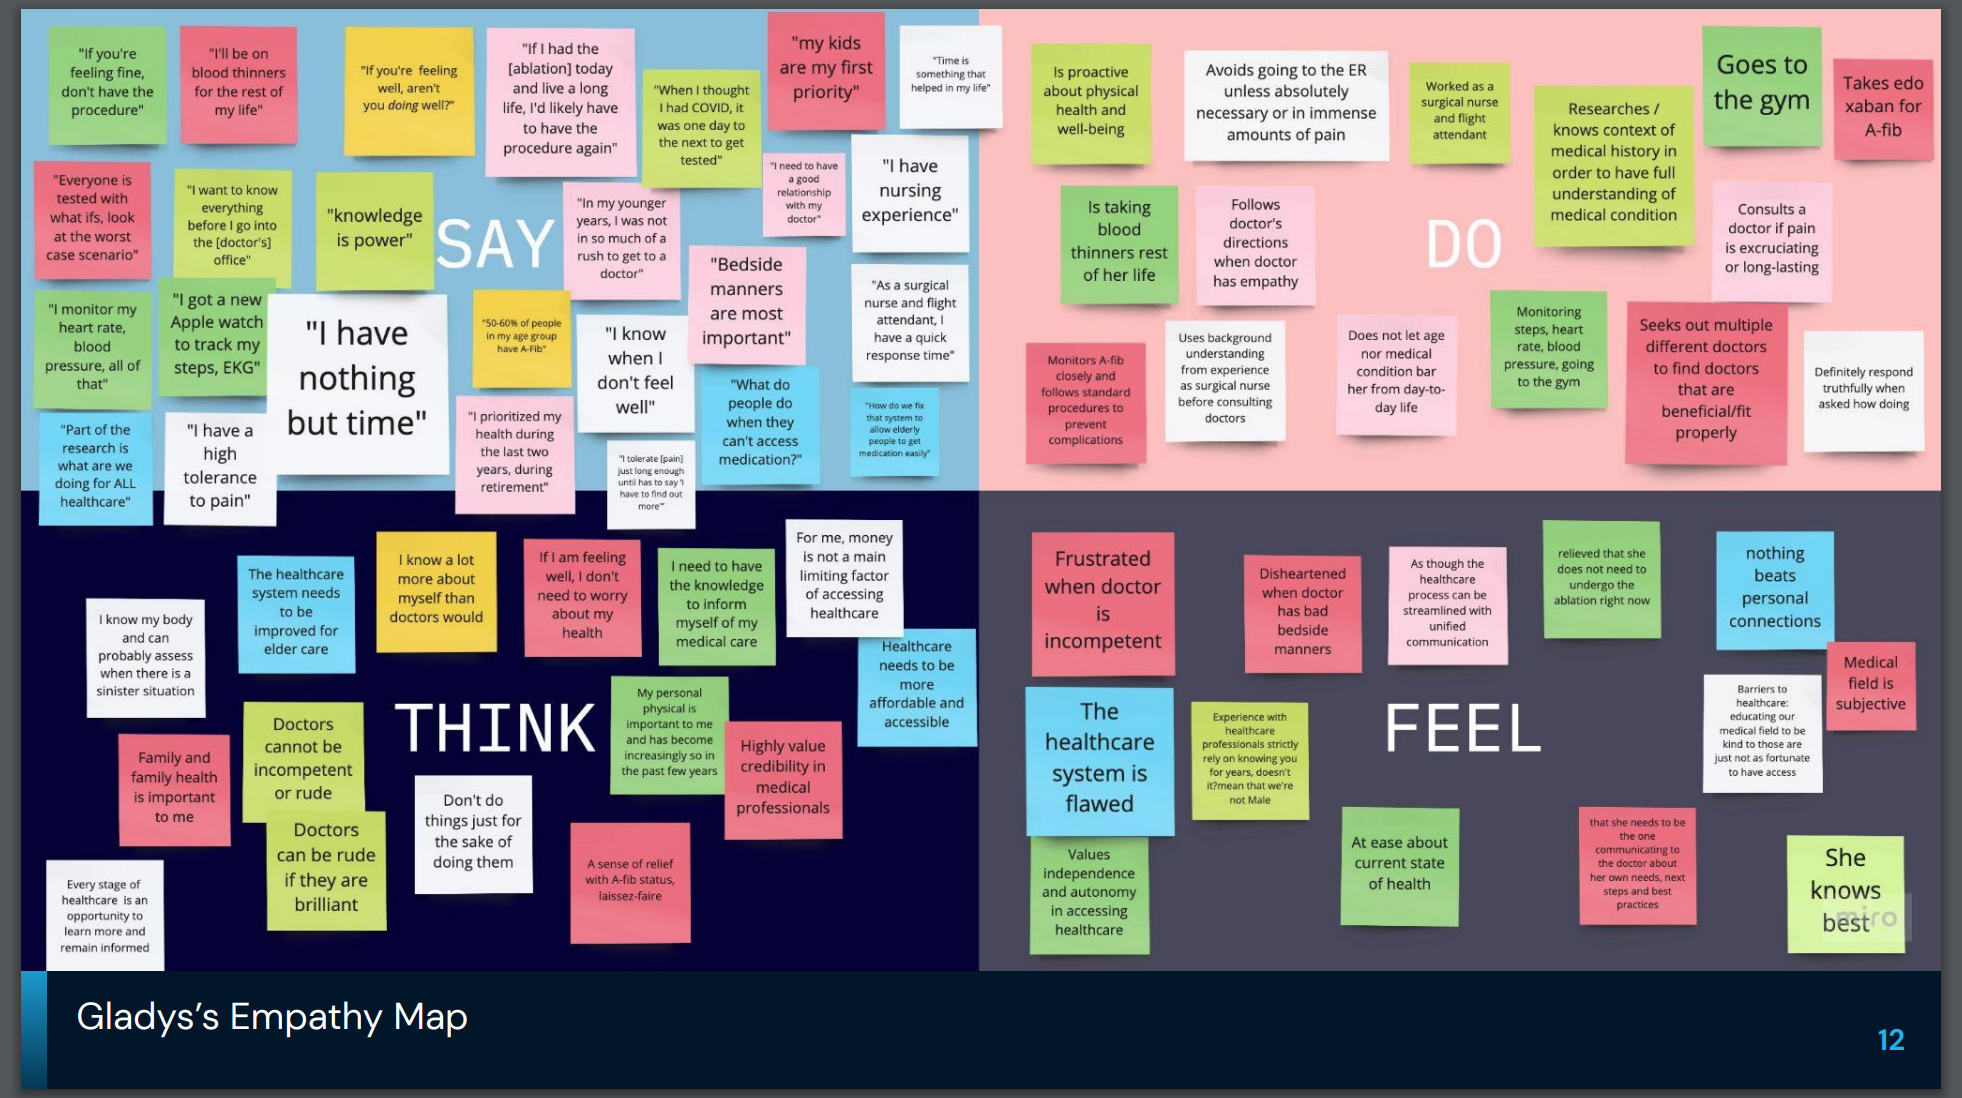 "If you're
feeling fine,
don't have the
procedure"
"I'll be on
blood thinners
for the rest of
my life"
"If you're feeling
well, aren't
you doing well?"
"If I had the
[ablation] today
and live a long
life, I'd likely have
to have the
procedure again"
"When I thought
I had COVID, it
was one day to
the next to get
tested"
"my kids
are my first
priority"
"Time is
something that
helped in my life"
"Everyone is
tested with
what ifs, look
at the worst
case scenario"
"I want to know
everything
before I go into
the [doctor's]
office"
"knowledge
is power"
SAY
"In my younger
years, I was not
in so much of a
rush to get to a
doctor"
"I need to have
a good
relationship
with my
doctor"
"I have
nursing
experience"
"I monitor my
heart rate,
blood
pressure, all of
that"
"I got a new
Apple watch
to track my
steps, EKG"
"I have
nothing
but time"
"50-60% of people
in my age group
have A-Fib"
"I know
when I
don't feel
well"
"Bedside
manners
are most
important"
"As a surgical
nurse and flight
attendant, I
have a quick
response time"
"Part of the
research is
what are we
doing for ALL
healthcare"
"I have a
high
tolerance
to pain"
"I prioritized my
health during
the last two
years, during
retirement"
"I tolerate [pain]
just long enough
until has to say 'I
have to find out
more'"
"What do
people do
when they
can't access
medication?"
"How do we fix
that system to
allow elderly
people to get
medication easily"
Is proactive
about physical
health and
well-being
Avoids going to the ER
unless absolutely
necessary or in immense
amounts of pain
Worked as a
surgical nurse
and flight
attendant
Researches /
knows context of
medical history in
order to have full
understanding of
medical condition
Goes to
the gym
Takes edo
xaban for
A-fib
Is taking
blood
thinners rest
of her life
Follows
doctor's
directions
when doctor
has empathy
DO
Consults a
doctor if pain
is excruciating
or long-lasting
Monitors A-fib
closely and
follows standard
procedures to
prevent
complications
Uses background
understanding
from experience
as surgical nurse
before consulting
doctors
Does not let age
nor medical
condition bar
her from day-to-
day life
Monitoring
steps, heart
rate, blood
pressure, going
to the gym
Seeks out multiple
different doctors
to find doctors
that are
beneficial/fit
properly
Definitely respond
truthfully when
asked how doing
I know my body
and can
probably assess
when there is a
sinister situation
The healthcare
system needs
to be
improved for
elder care
I know a lot
more about
myself than
doctors would
If I am feeling
well, I don't
need to worry
about my
health
I need to have
the knowledge
to inform
myself of my
medical care
For me, money
is not a main
limiting factor
of accessing
healthcare
Healthcare
needs to be
more
affordable and
accessible
Family and
family health
is important
to me
Doctors
cannot be
incompetent
or rude
THINK
My personal
physical is
important to me
and has become
increasingly so in
the past few years
Highly value
credibility in
medical
professionals
Doctors
can be rude
if they are
brilliant
Don't do
things just for
the sake of
doing them
A sense of relief
with A-fib status,
laissez-faire
Every stage of
healthcare is an
opportunity to
learn more and
remain informed
Frustrated
when doctor
is
incompetent
Disheartened
when doctor
has bad
bedside
manners
As though the
healthcare
process can be
streamlined with
unified
communication
relieved that she
does not need to
undergo the
ablation right now
nothing
beats
personal
connections
Medical
field is
subjective
The
healthcare
system is
flawed
Experience with
healthcare
professionals strictly
rely on knowing you
for years, doesn't
it?mean that we're
not Male
FEEL
Barriers to
healthcare:
educating our
medical field to be
kind to those are
just not as fortunate
to have access
Values
independence
and autonomy
in accessing
healthcare
At ease about
current state
of health
that she needs to be
the one
communicating to
the doctor about
her own needs, next
steps and best
practices
She
knows
best
miro
Gladys's Empathy Map
12